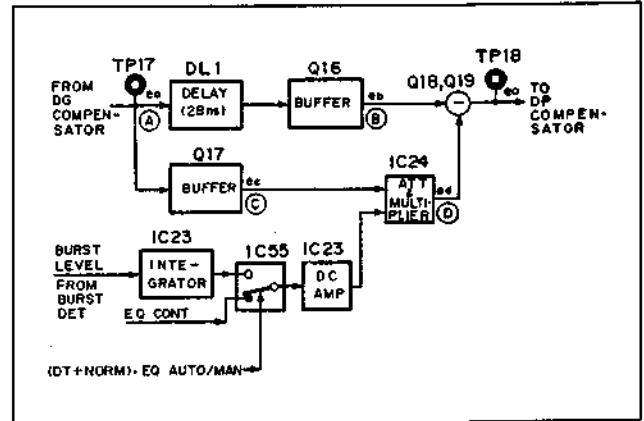 TP17
DL1
Q16
Q18, Q19
TP18
FROM
DG
COMPEN-
SATOR
ea
A
DELAY
(28ns)
BUFFER
eb
B
−
eo
TO
DP
COMPEN-
SATOR
Q17
BUFFER
ec
C
IC24
ATT
&
MULTI-
PLIER
ed
D
BURST
LEVEL
FROM
BURST
DET
IC23
INTE-
GRATOR
IC55
IC23
DC
AMP
EQ CONT
(DT+NORM)·EQ AUTO/MAN